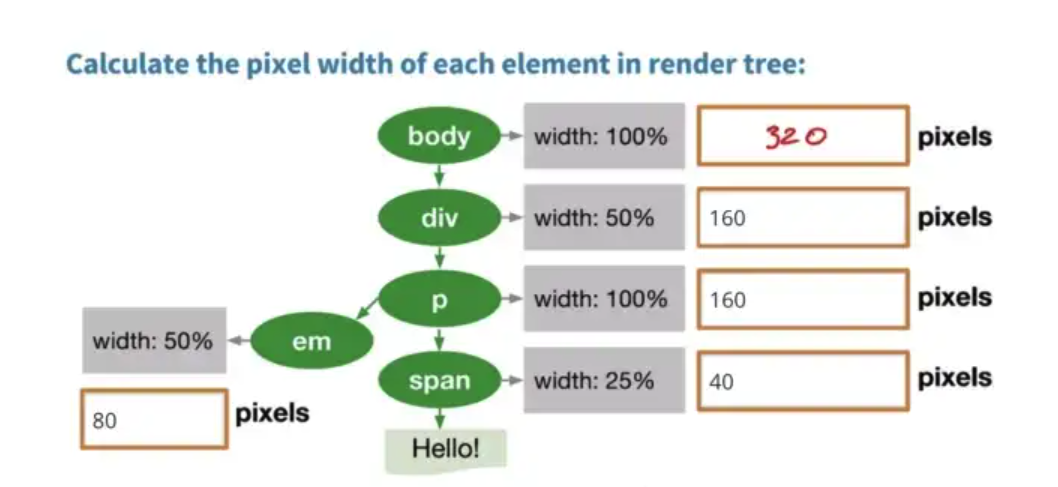 Calculate the pixel width of each element in render tree:
body width: 100% 320 pixels
div width: 50% 160 pixels
p width: 100% 160 pixels
width: 50% em
span width: 25% 40 pixels
80 pixels
Hello!